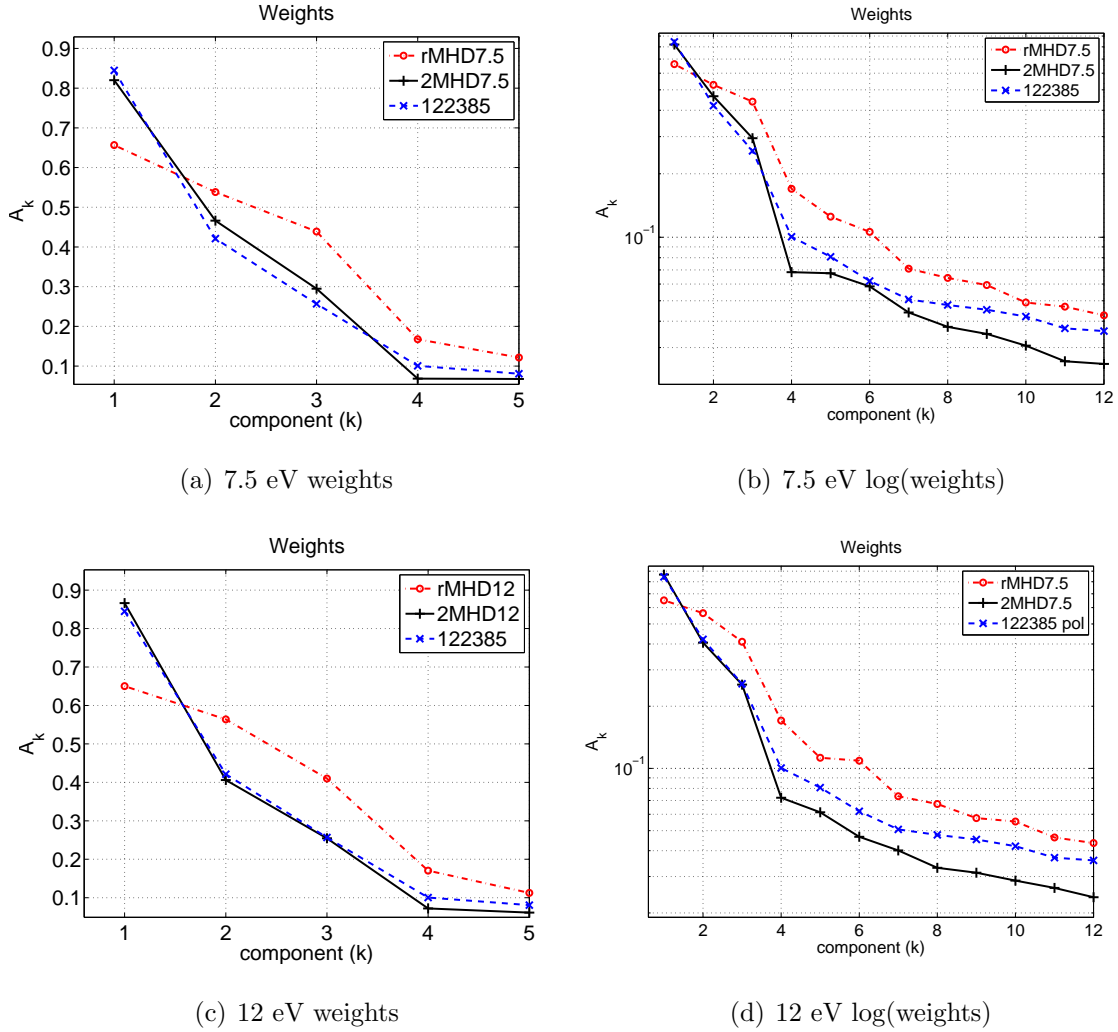 Weights
0.9
0.8
0.7
0.6
0.5
0.4
0.3
0.2
0.1
A_k
1 2 3 4 5
component (k)
rMHD7.5
2MHD7.5
122385
(a) 7.5 eV weights
Weights
10^{-1}
A_k
2 4 6 8 10 12
component (k)
rMHD7.5
2MHD7.5
122385
(b) 7.5 eV log(weights)
Weights
0.9
0.8
0.7
0.6
0.5
0.4
0.3
0.2
0.1
A_k
1 2 3 4 5
component (k)
rMHD12
2MHD12
122385
(c) 12 eV weights
Weights
10^{-1}
A_k
2 4 6 8 10 12
component (k)
rMHD7.5
2MHD7.5
122385 pol
(d) 12 eV log(weights)